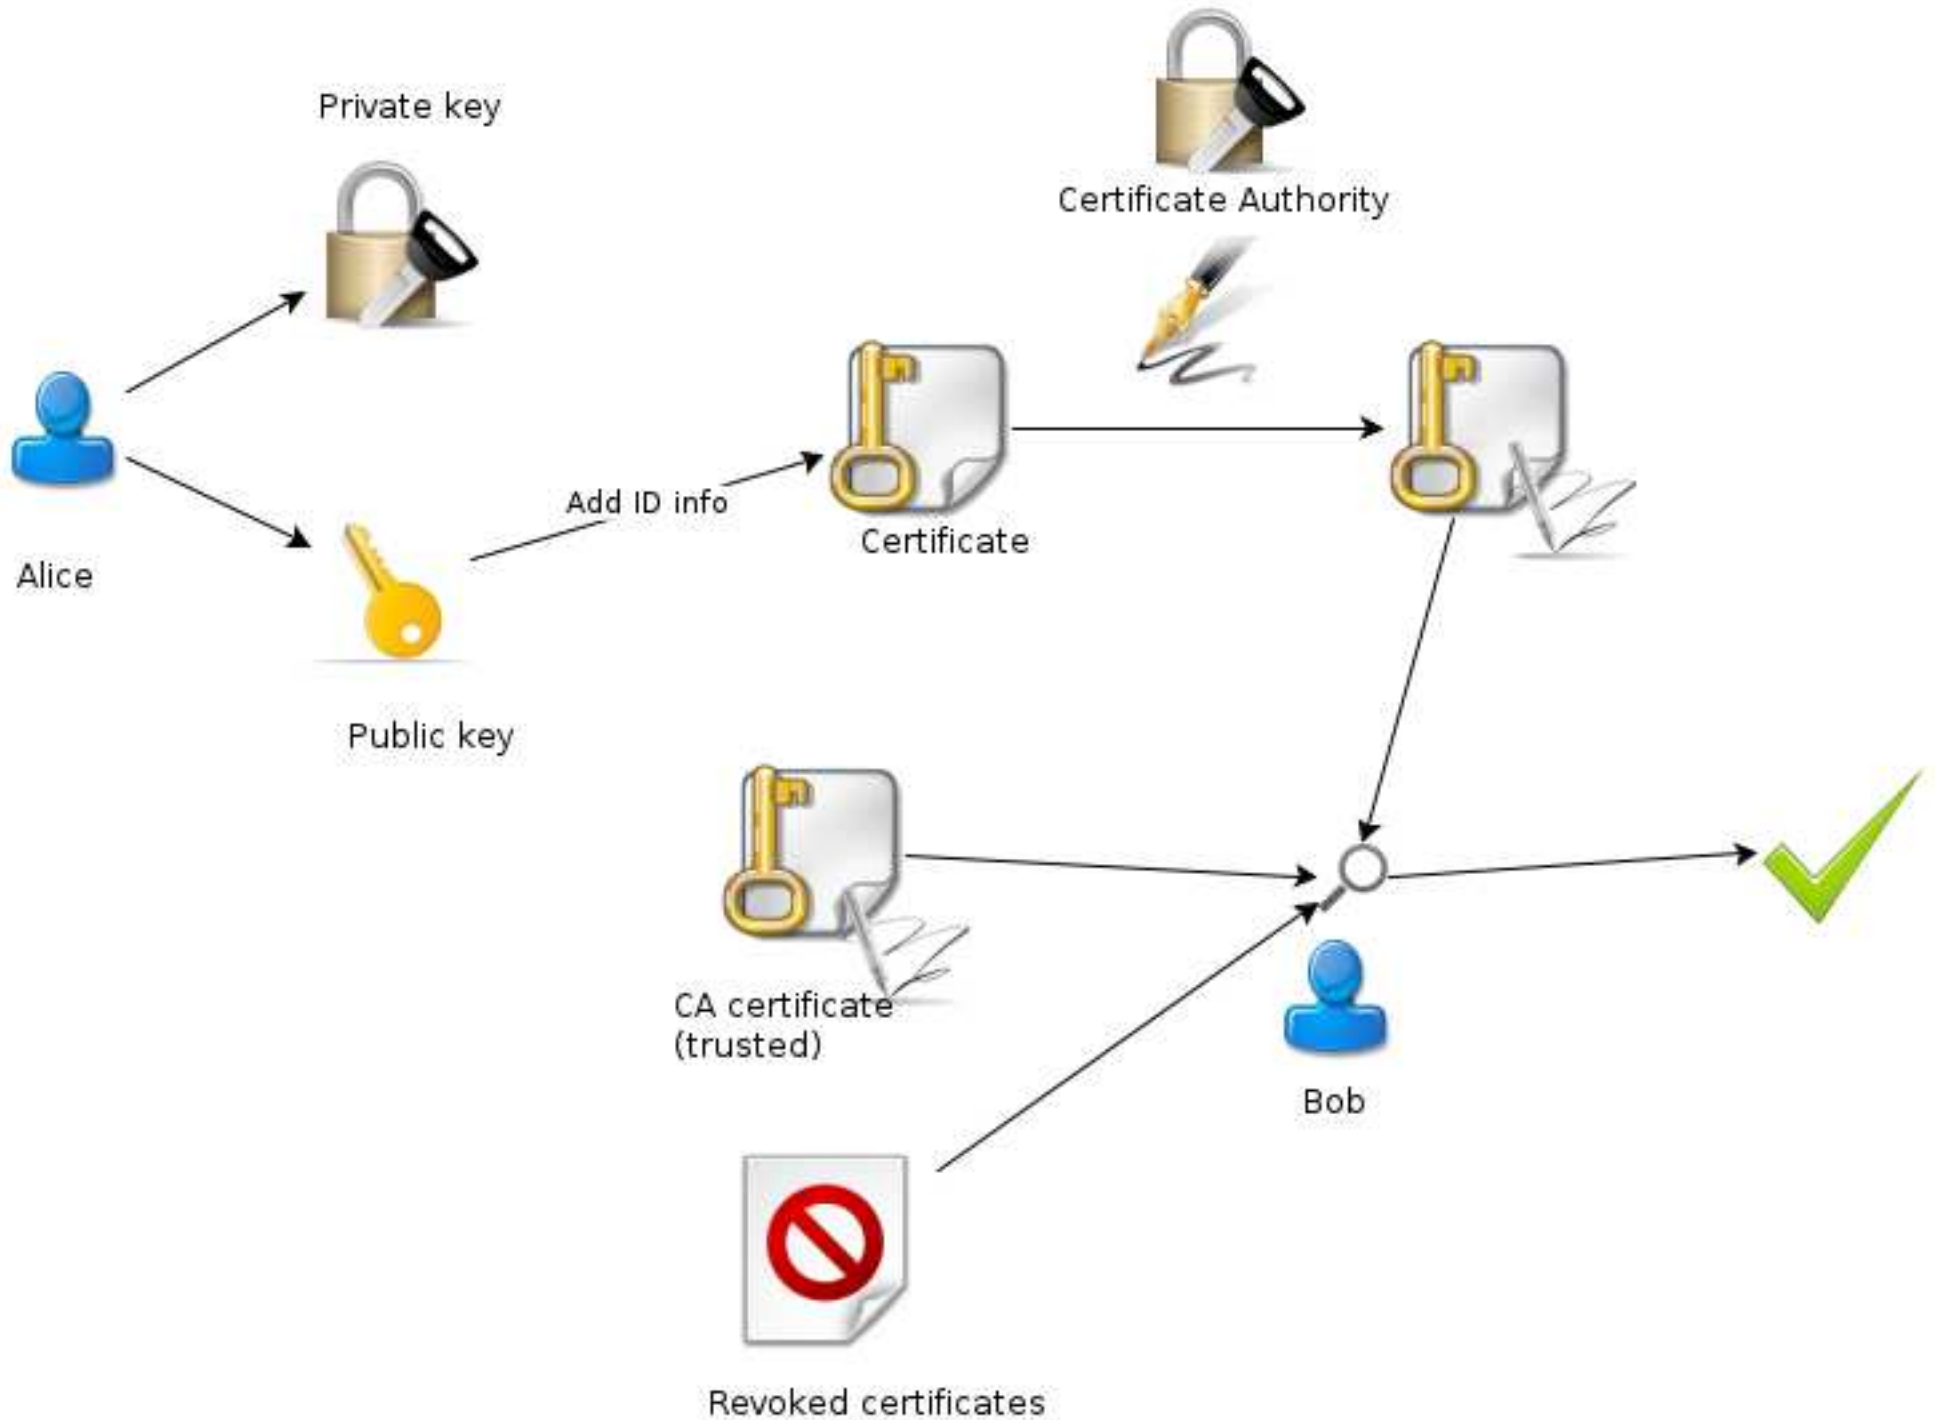 Private key
Certificate Authority
Add ID info
Certificate
Alice
Public key
CA certificate
(trusted)
Bob
Revoked certificates